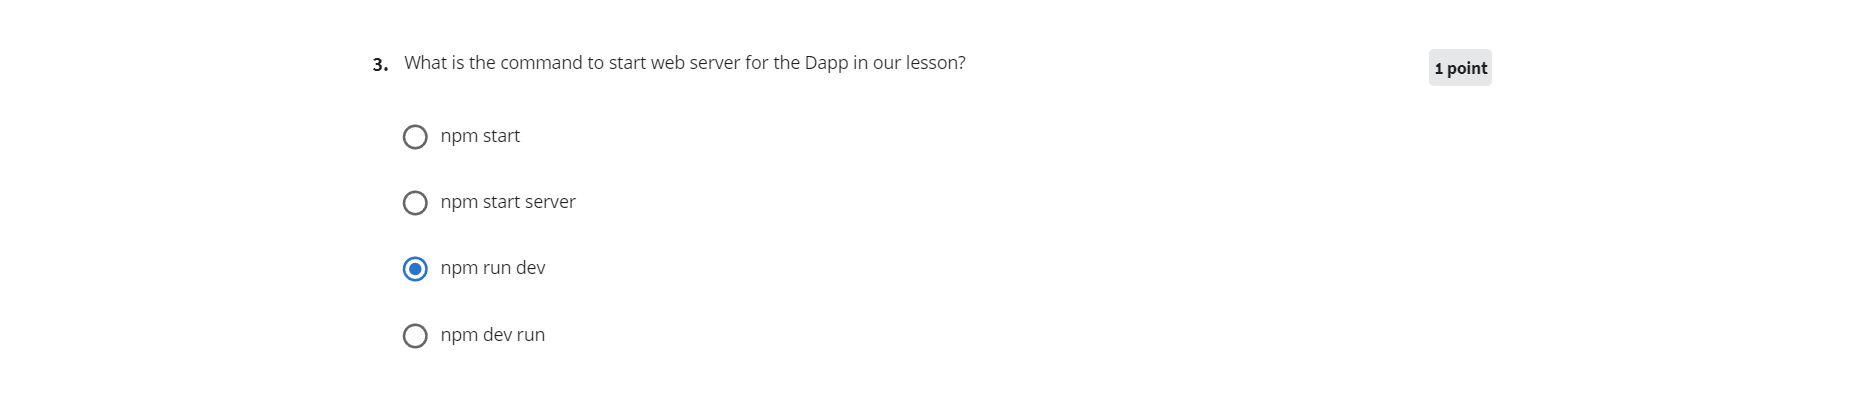 3. What is the command to start web server for the Dapp in our lesson?
1 point
npm start
npm start server
npm run dev
npm dev run